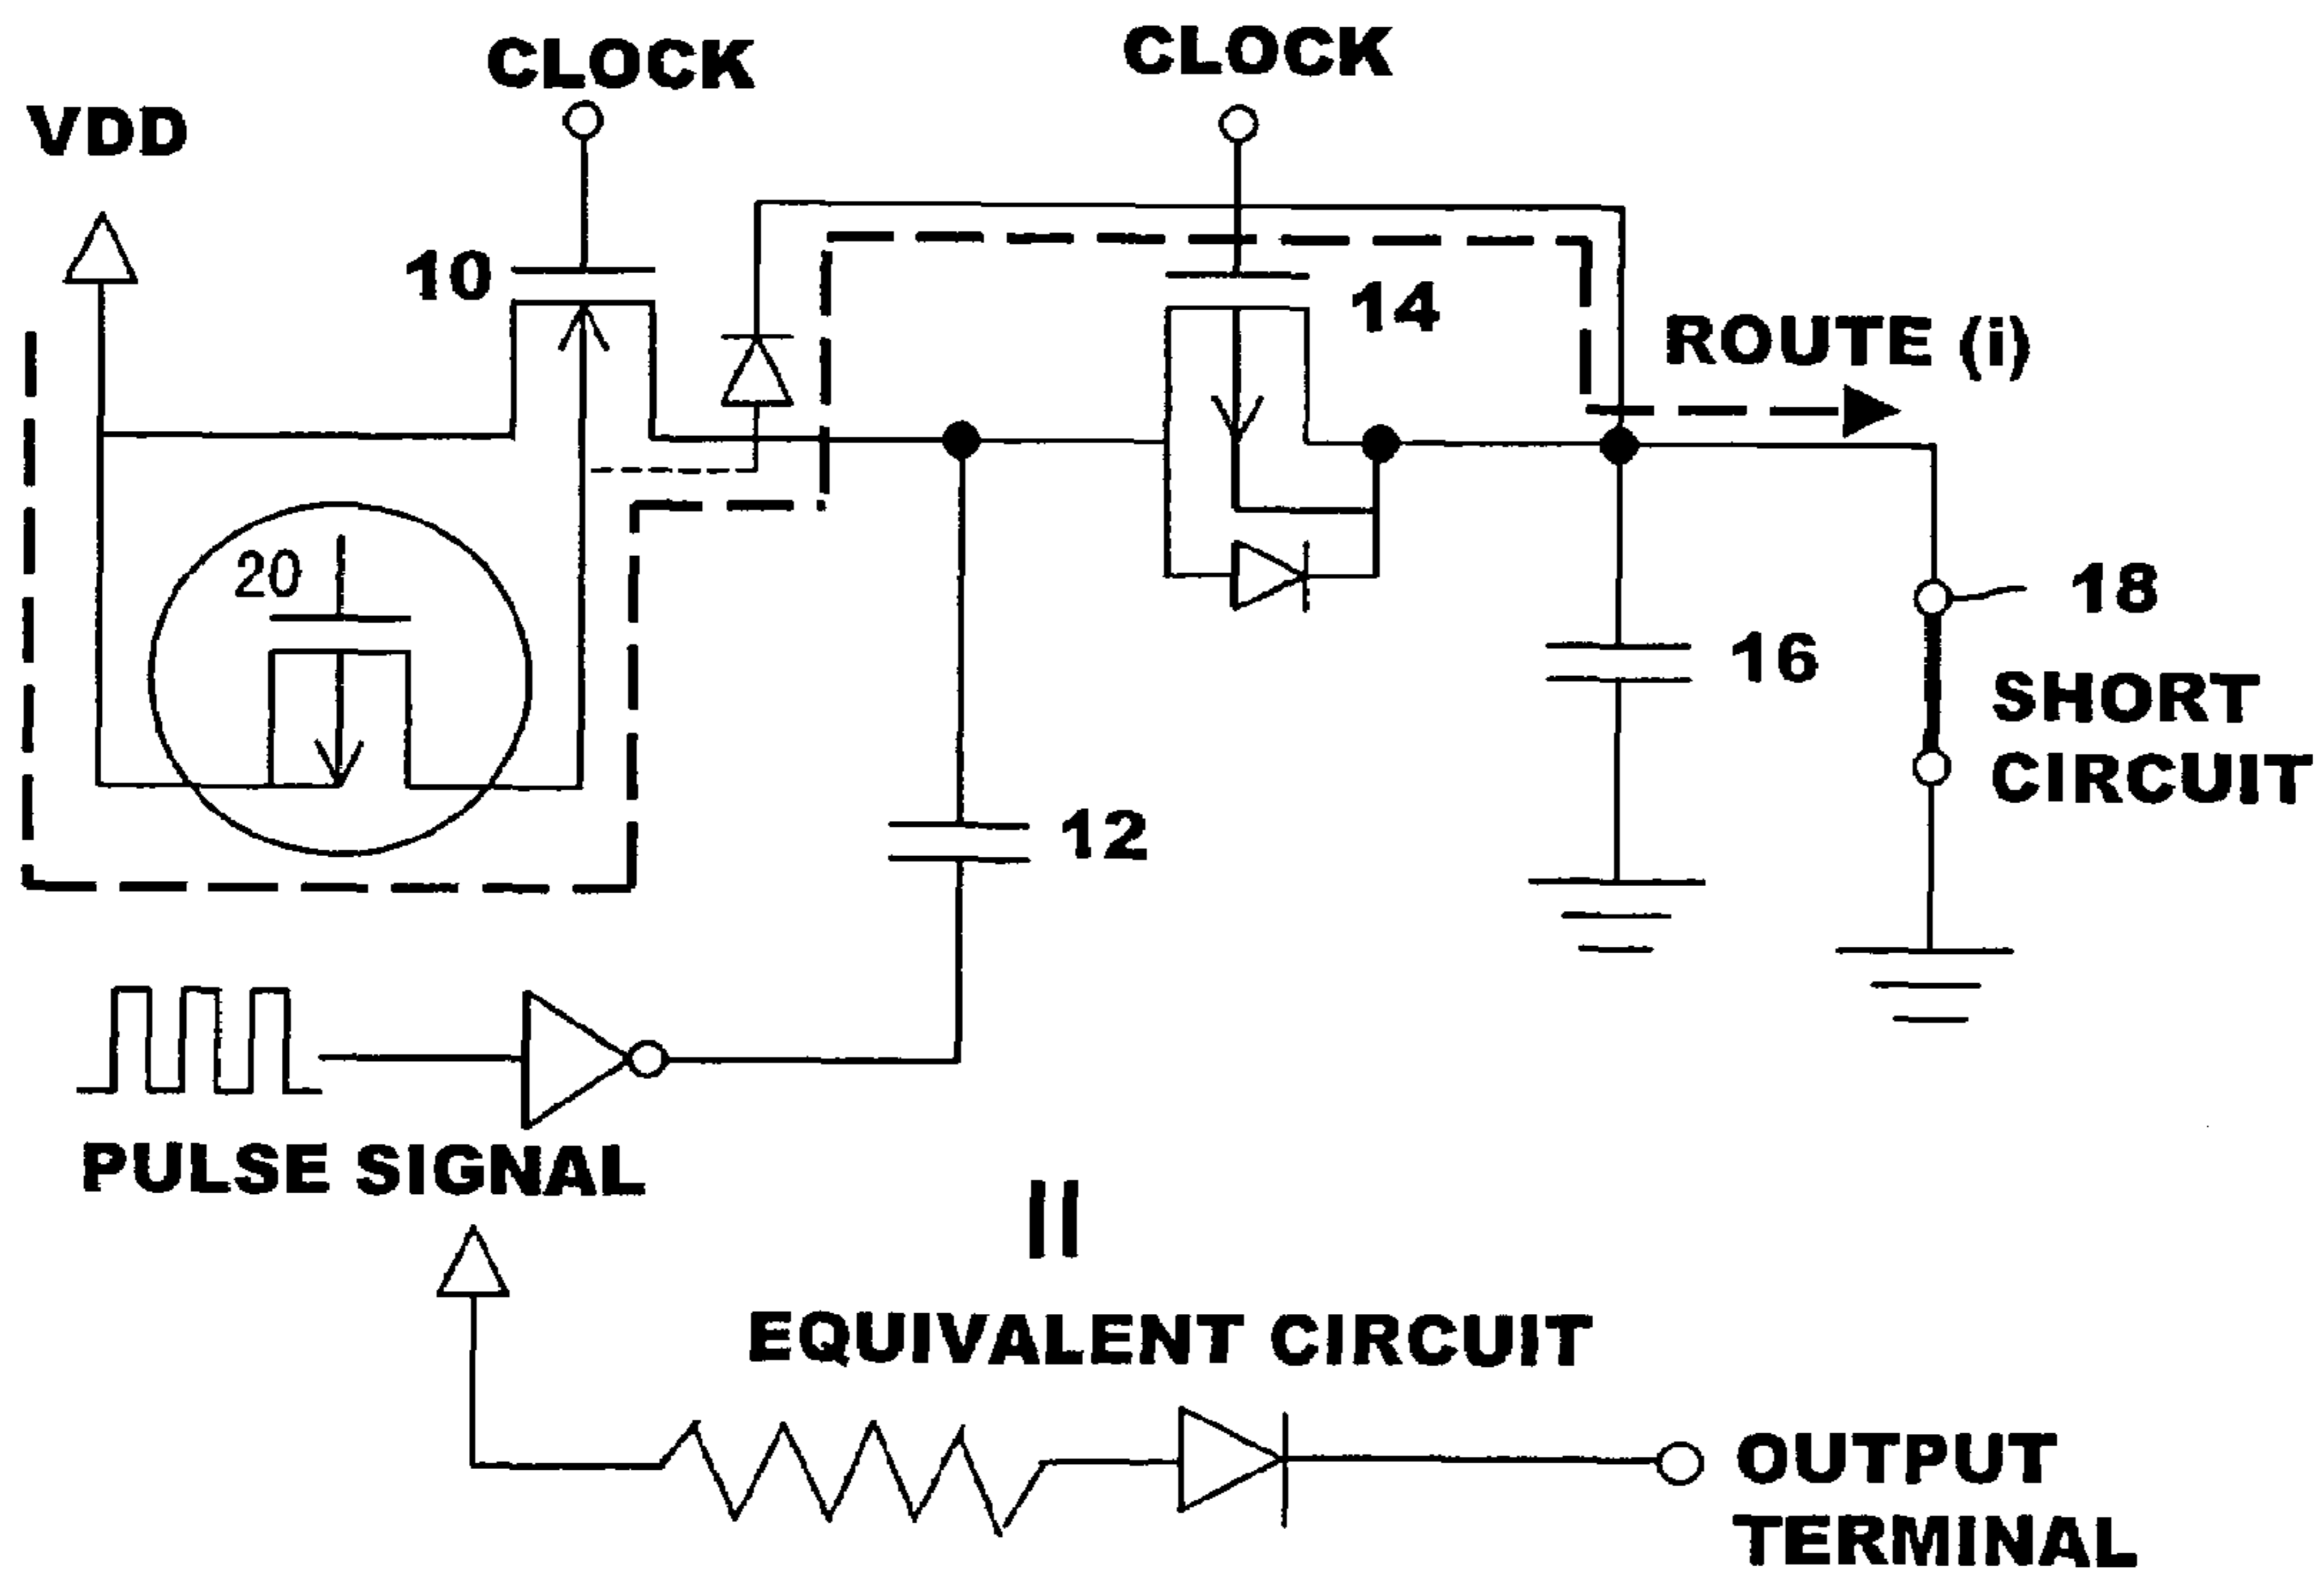 CLOCK
CLOCK
VDD
10
14
ROUTE (i)
20
18
16
SHORT
CIRCUIT
12
PULSE SIGNAL
EQUIVALENT CIRCUIT
OUTPUT
TERMINAL